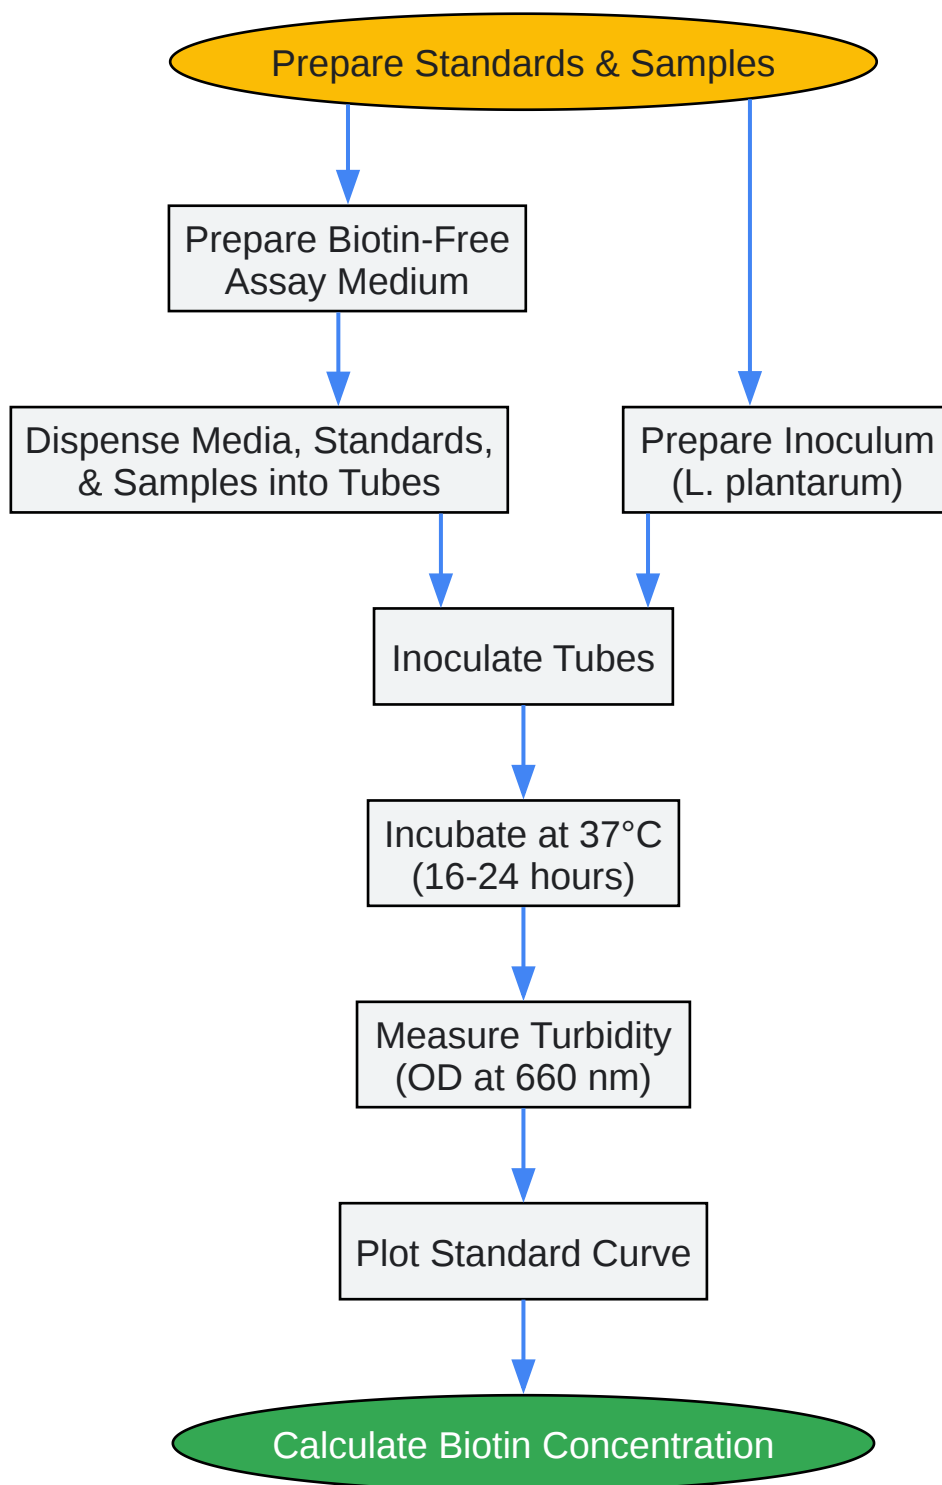 Prepare Standards & Samples
Prepare Biotin-Free
Assay Medium
Dispense Media, Standards,
& Samples into Tubes
Prepare Inoculum
(L. plantarum)
Inoculate Tubes
Incubate at 37°C
(16-24 hours)
Measure Turbidity
(OD at 660 nm)
Plot Standard Curve
Calculate Biotin Concentration